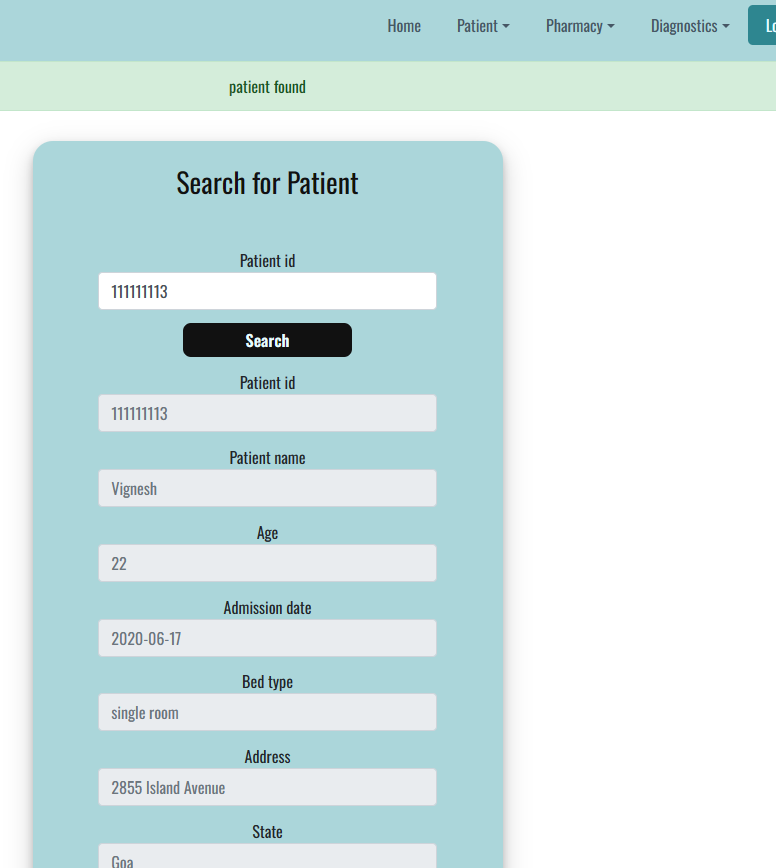 Home Patient Pharmacy Diagnostics
patient found
Search for Patient
Patient id
111111113
Search
Patient id
111111113
Patient name
Vignesh
Age
22
Admission date
2020-06-17
Bed type
single room
Address
2855 Island Avenue
State
Goa